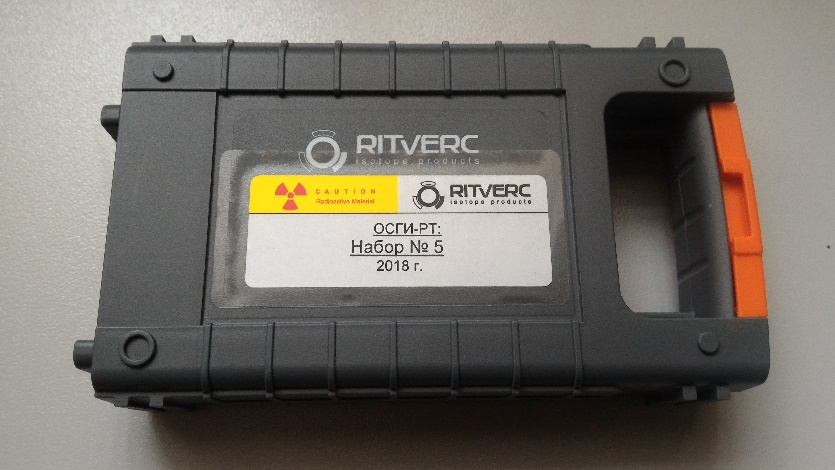 RITVERC
isotope products
CAUTION
Radioactive Material
RITVERC
isotope products
ОСГИ-РТ:
Набор № 5
2018 г.